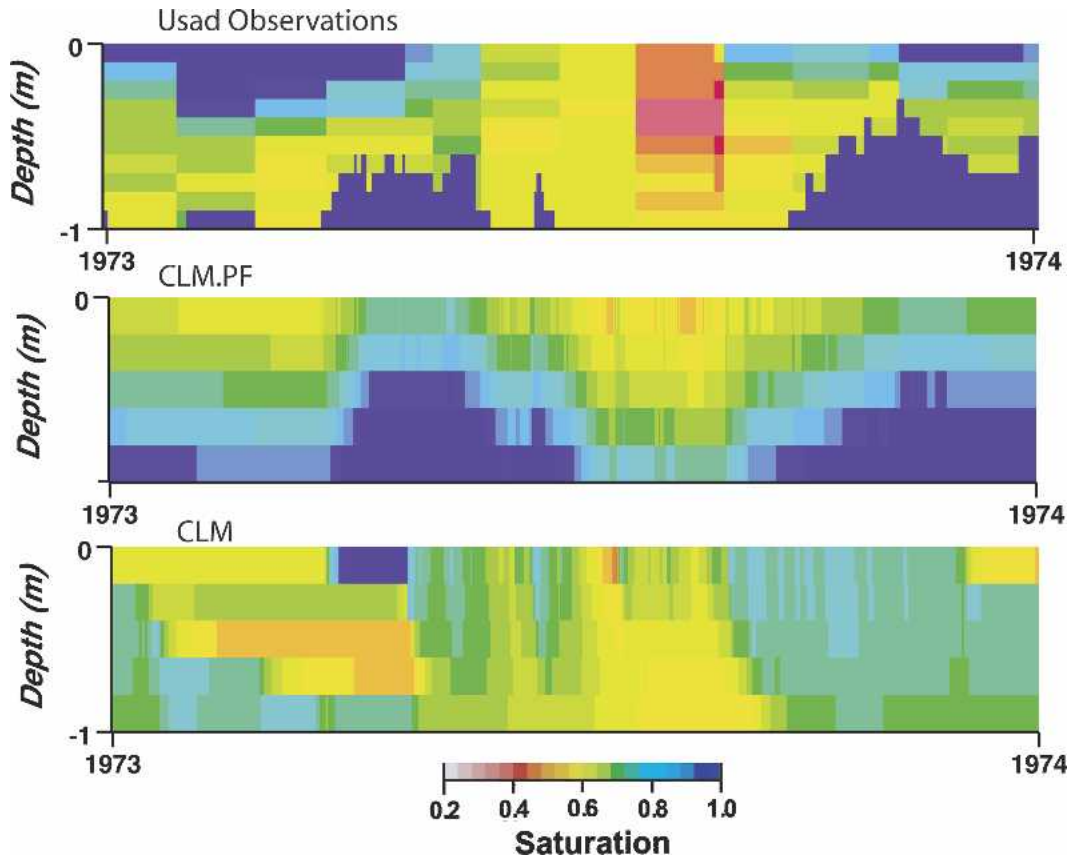 Usad Observations
0
Depth (m)
-1
1973
1974
CLM.PF
0
Depth (m)
1973
1974
CLM
0
Depth (m)
-1
1973
1974
0.2 0.4 0.6 0.8 1.0
Saturation